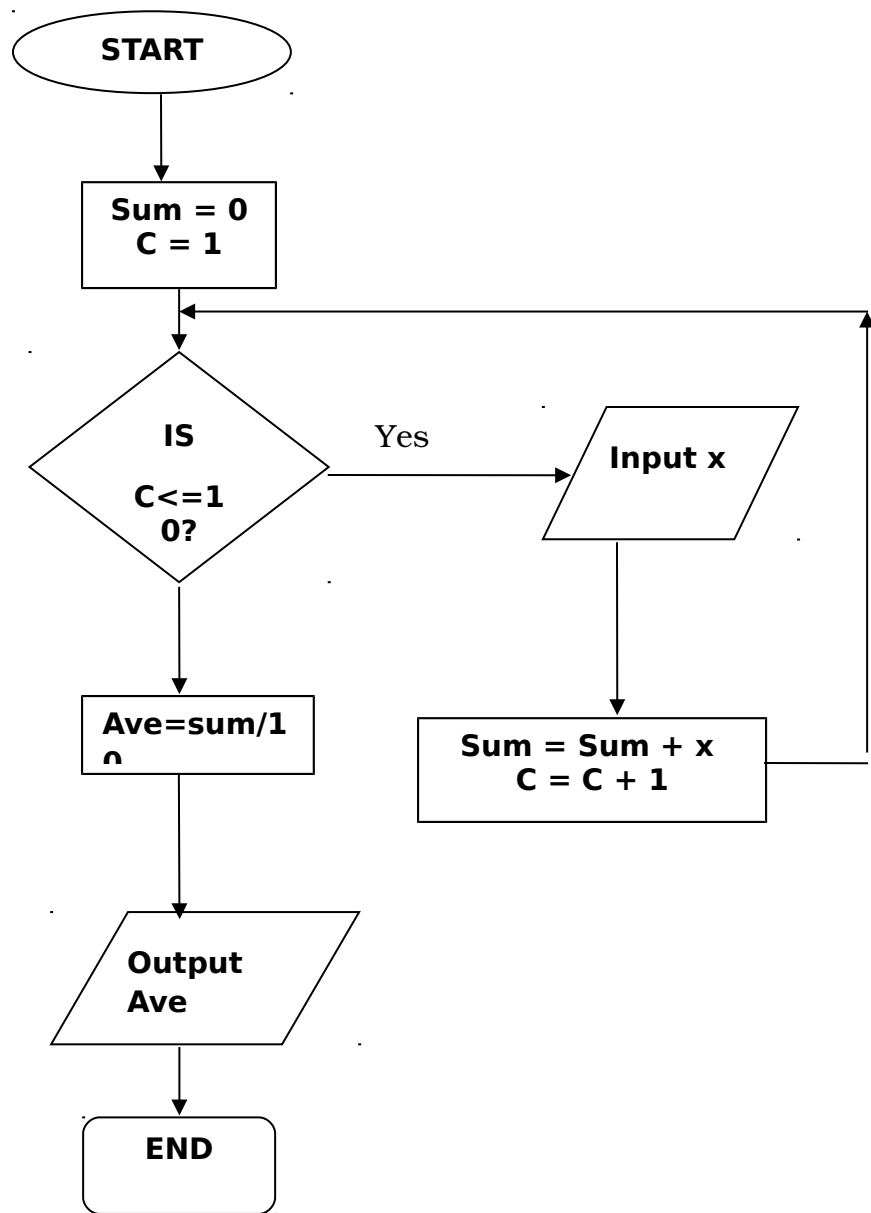 START
Sum = 0
C = 1
IS
C<=1
0?
Yes
Input x
Sum = Sum + x
C = C + 1
Ave=sum/1
0
Output
Ave
END